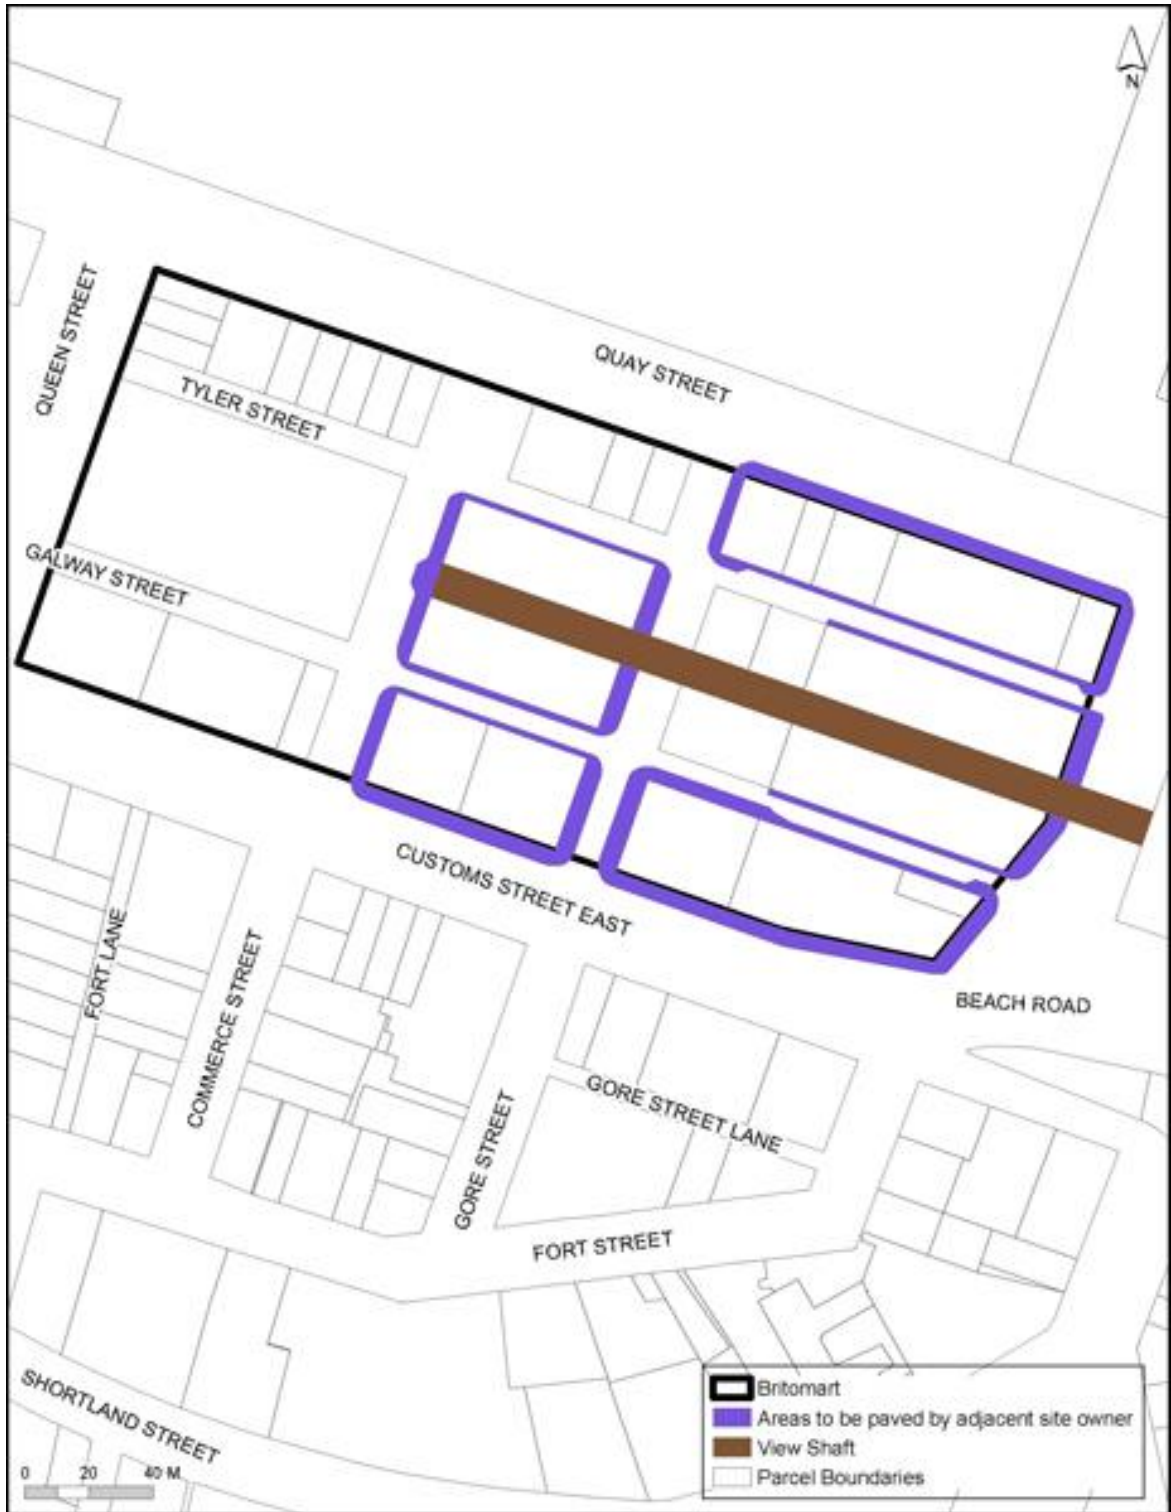 N
QUEEN STREET
QUAY STREET
TYLER STREET
GALWAY STREET
CUSTOMS STREET EAST
FORT LANE
COMMERCE STREET
BEACH ROAD
GORE STREET LANE
GORE STREET
FORT STREET
SHORTLAND STREET
Britomart
Areas to be paved by adjacent site owner
View Shaft
Parcel Boundaries
0 20 40 M